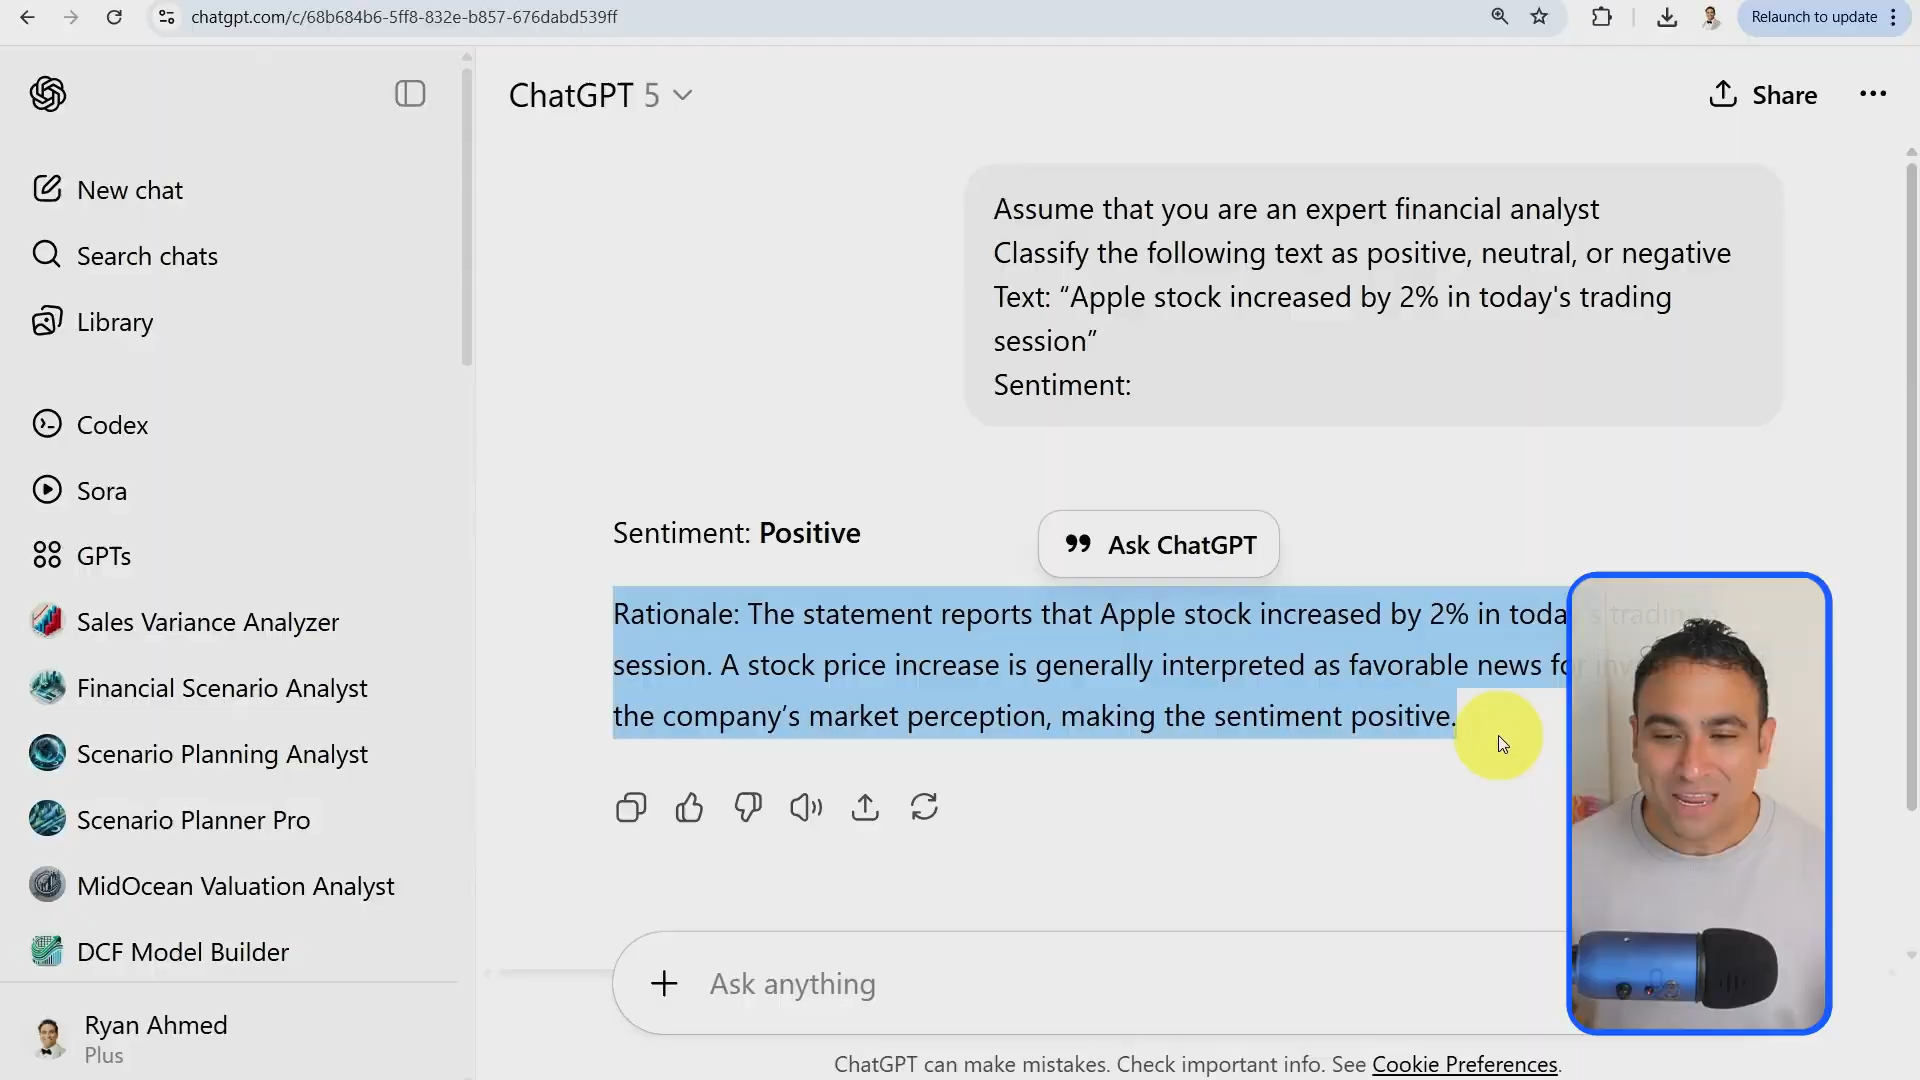 chatgpt.com/c/68b684b6-5ff8-832e-b857-676dabd539ff
Relaunch to update
ChatGPT 5
Share
New chat
Search chats
Library
Codex
Sora
GPTs
Sales Variance Analyzer
Financial Scenario Analyst
Scenario Planning Analyst
Scenario Planner Pro
MidOcean Valuation Analyst
DCF Model Builder
Ryan Ahmed
Plus
Assume that you are an expert financial analyst
Classify the following text as positive, neutral, or negative
Text: “Apple stock increased by 2% in today's trading
session”
Sentiment:
Sentiment: Positive
Ask ChatGPT
Rationale: The statement reports that Apple stock increased by 2% in today's trading
session. A stock price increase is generally interpreted as favorable news for
the company’s market perception, making the sentiment positive.
Ask anything
ChatGPT can make mistakes. Check important info. See Cookie Preferences.